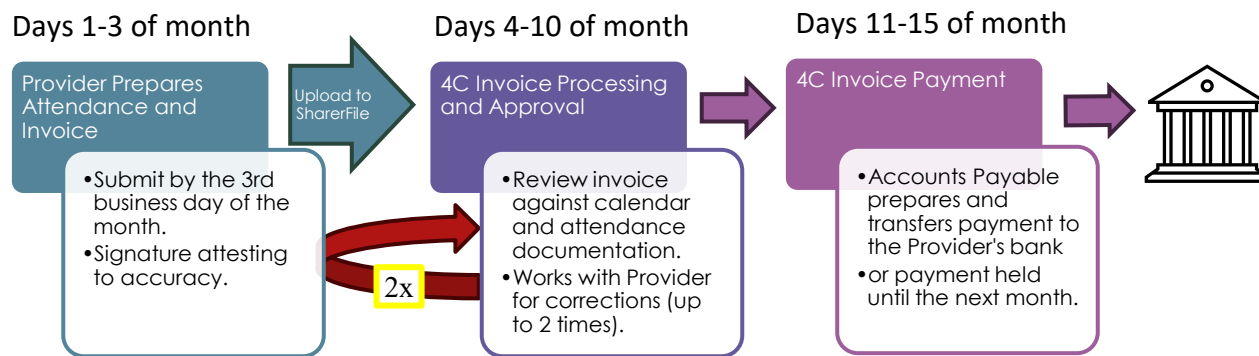 Days 1-3 of month
Days 4-10 of month
Days 11-15 of month
Provider Prepares
Attendance and
Invoice
•Submit by the 3rd
business day of the
month.
•Signature attesting
to accuracy.
Upload to
SharerFile
4C Invoice Processing
and Approval
•Review invoice
against calendar
and attendance
documentation.
•Works with Provider
for corrections (up
to 2 times).
2x
4C Invoice Payment
•Accounts Payable
prepares and
transfers payment to
the Provider's bank
•or payment held
until the next month.